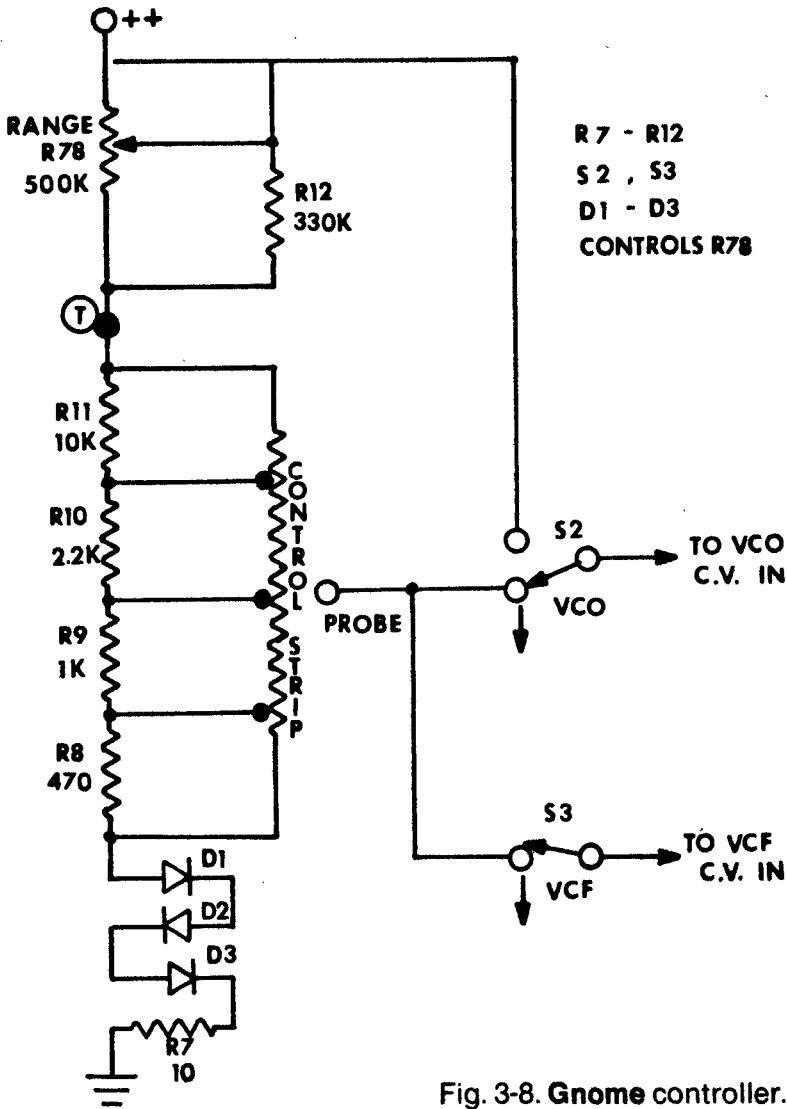 ++
RANGE
R78
500K
R12
330K
R7 - R12
S2 , S3
D1 - D3
CONTROLS R78
T
R11
10K
R10
2.2K
R9
1K
R8
470
CONTROL STRIP
PROBE
S2
VCO
TO VCO
C.V. IN
S3
VCF
TO VCF
C.V. IN
D1
D2
D3
R7
10
Fig. 3-8. Gnome controller.